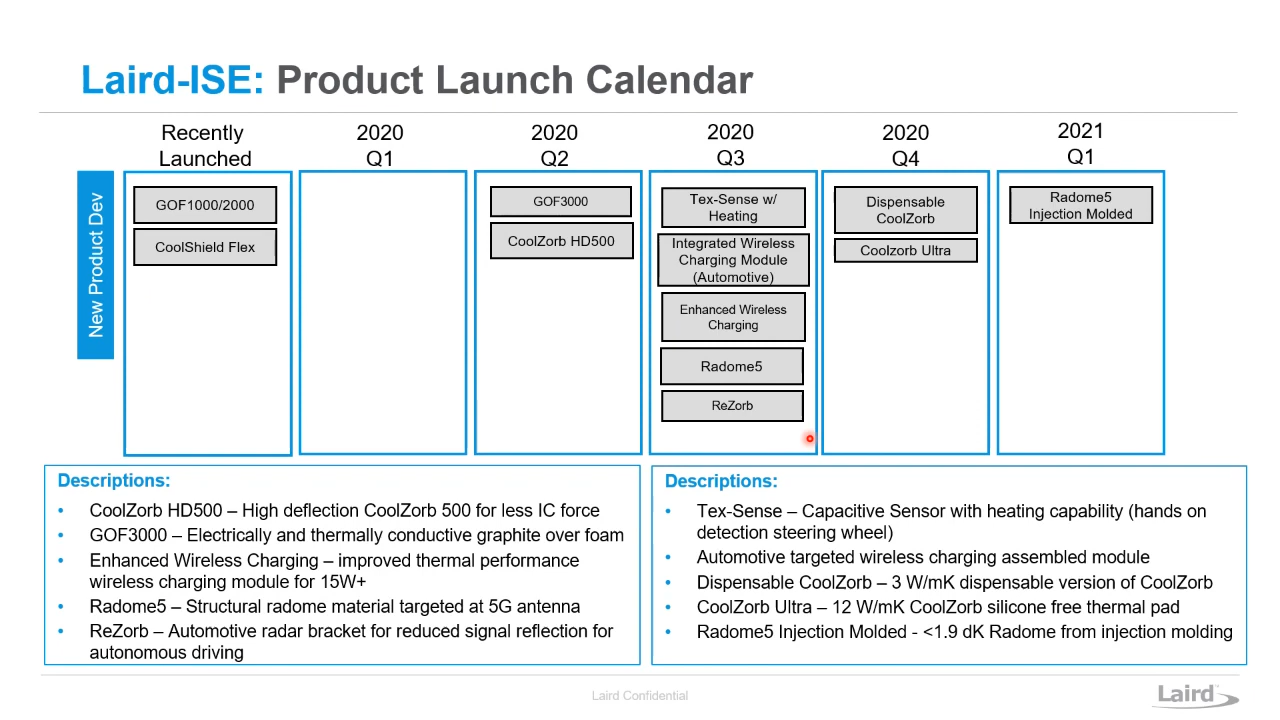 Laird-ISE: Product Launch Calendar
Recently
Launched
2020
Q1
2020
Q2
2020
Q3
2020
Q4
2021
Q1
New Product Dev
GOF1000/2000
CoolShield Flex
GOF3000
CoolZorb HD500
Tex-Sense w/
Heating
Integrated Wireless
Charging Module
(Automotive)
Enhanced Wireless
Charging
Radome5
ReZorb
Dispensable
CoolZorb
Coolzorb Ultra
Radome5
Injection Molded
Descriptions:
• CoolZorb HD500 – High deflection CoolZorb 500 for less IC force
• GOF3000 – Electrically and thermally conductive graphite over foam
• Enhanced Wireless Charging – improved thermal performance
wireless charging module for 15W+
• Radome5 – Structural radome material targeted at 5G antenna
• ReZorb – Automotive radar bracket for reduced signal reflection for
autonomous driving
Descriptions:
• Tex-Sense – Capacitive Sensor with heating capability (hands on
detection steering wheel)
• Automotive targeted wireless charging assembled module
• Dispensable CoolZorb – 3 W/mK dispensable version of CoolZorb
• CoolZorb Ultra – 12 W/mK CoolZorb silicone free thermal pad
• Radome5 Injection Molded - <1.9 dK Radome from injection molding
Laird Confidential
Laird™